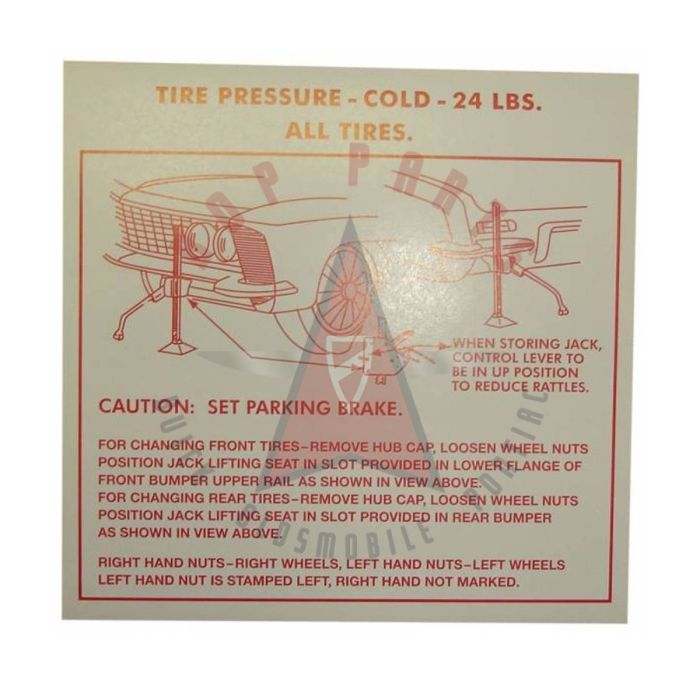 TIRE PRESSURE - COLD - 24 LBS.
ALL TIRES.
WHEN STORING JACK,
CONTROL LEVER TO
BE IN UP POSITION
TO REDUCE RATTLES.
CAUTION: SET PARKING BRAKE.
FOR CHANGING FRONT TIRES–REMOVE HUB CAP, LOOSEN WHEEL NUTS
POSITION JACK LIFTING SEAT IN SLOT PROVIDED IN LOWER FLANGE OF
FRONT BUMPER UPPER RAIL AS SHOWN IN VIEW ABOVE.
FOR CHANGING REAR TIRES–REMOVE HUB CAP, LOOSEN WHEEL NUTS
POSITION JACK LIFTING SEAT IN SLOT PROVIDED IN REAR BUMPER
AS SHOWN IN VIEW ABOVE.
RIGHT HAND NUTS–RIGHT WHEELS, LEFT HAND NUTS–LEFT WHEELS
LEFT HAND NUT IS STAMPED LEFT, RIGHT HAND NOT MARKED.
OLDSMOBILE PONTIAC